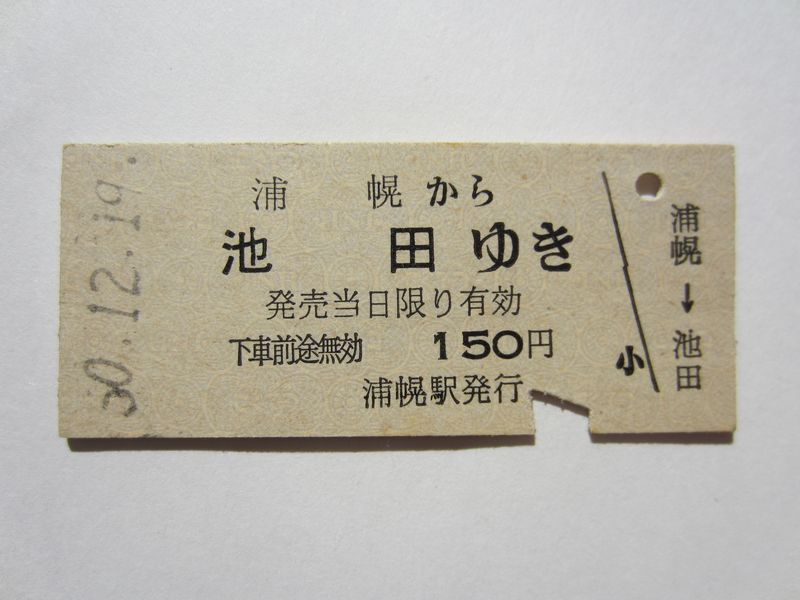 50.12.19.
浦幌から
池田ゆき
発売当日限り有効
下車前途無効 150円
浦幌駅発行
小
浦幌→池田